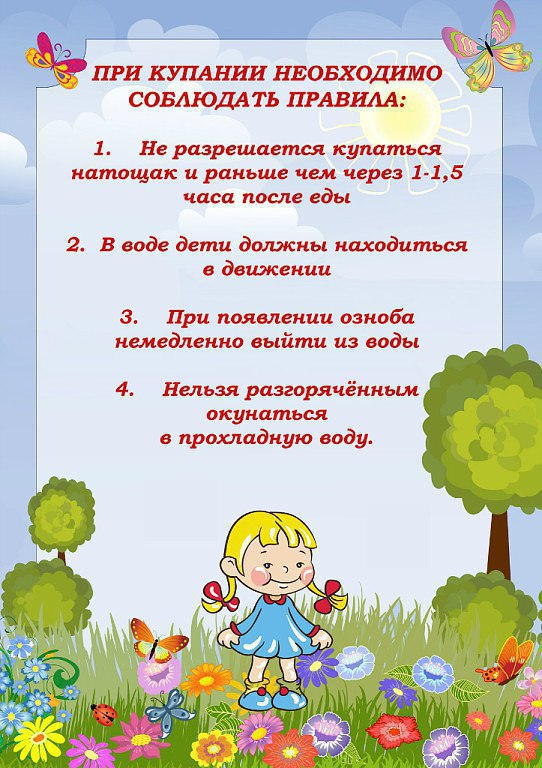 ПРИ КУПАНИИ НЕОБХОДИМО
СОБЛЮДАТЬ ПРАВИЛА:
1. Не разрешается купаться
натощак и раньше чем через 1-1,5
часа после еды
2. В воде дети должны находиться
в движении
3. При появлении озноба
немедленно выйти из воды
4. Нельзя разгорячённым
окунаться
в прохладную воду.